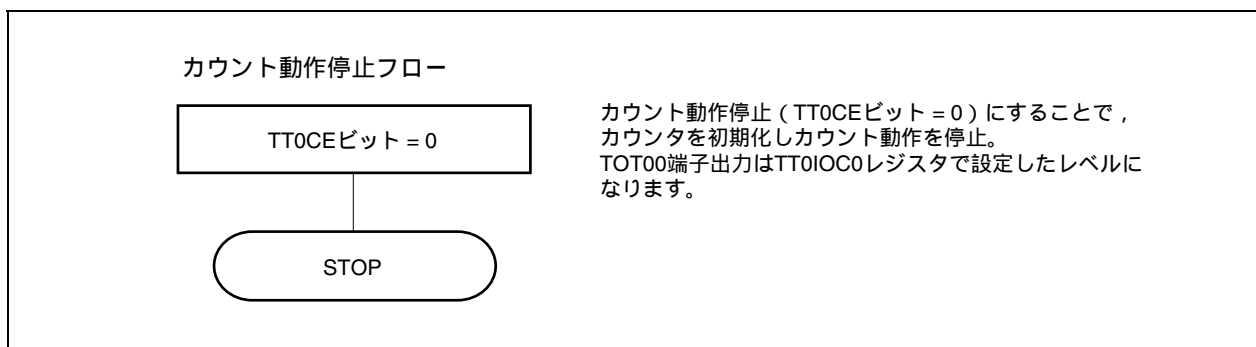 カウント動作停止フロー
TT0CEビット = 0
STOP
カウント動作停止（TT0CEビット = 0）にすることで，
カウンタを初期化しカウント動作を停止。
TOT00端子出力はTT0IOC0レジスタで設定したレベルに
なります。